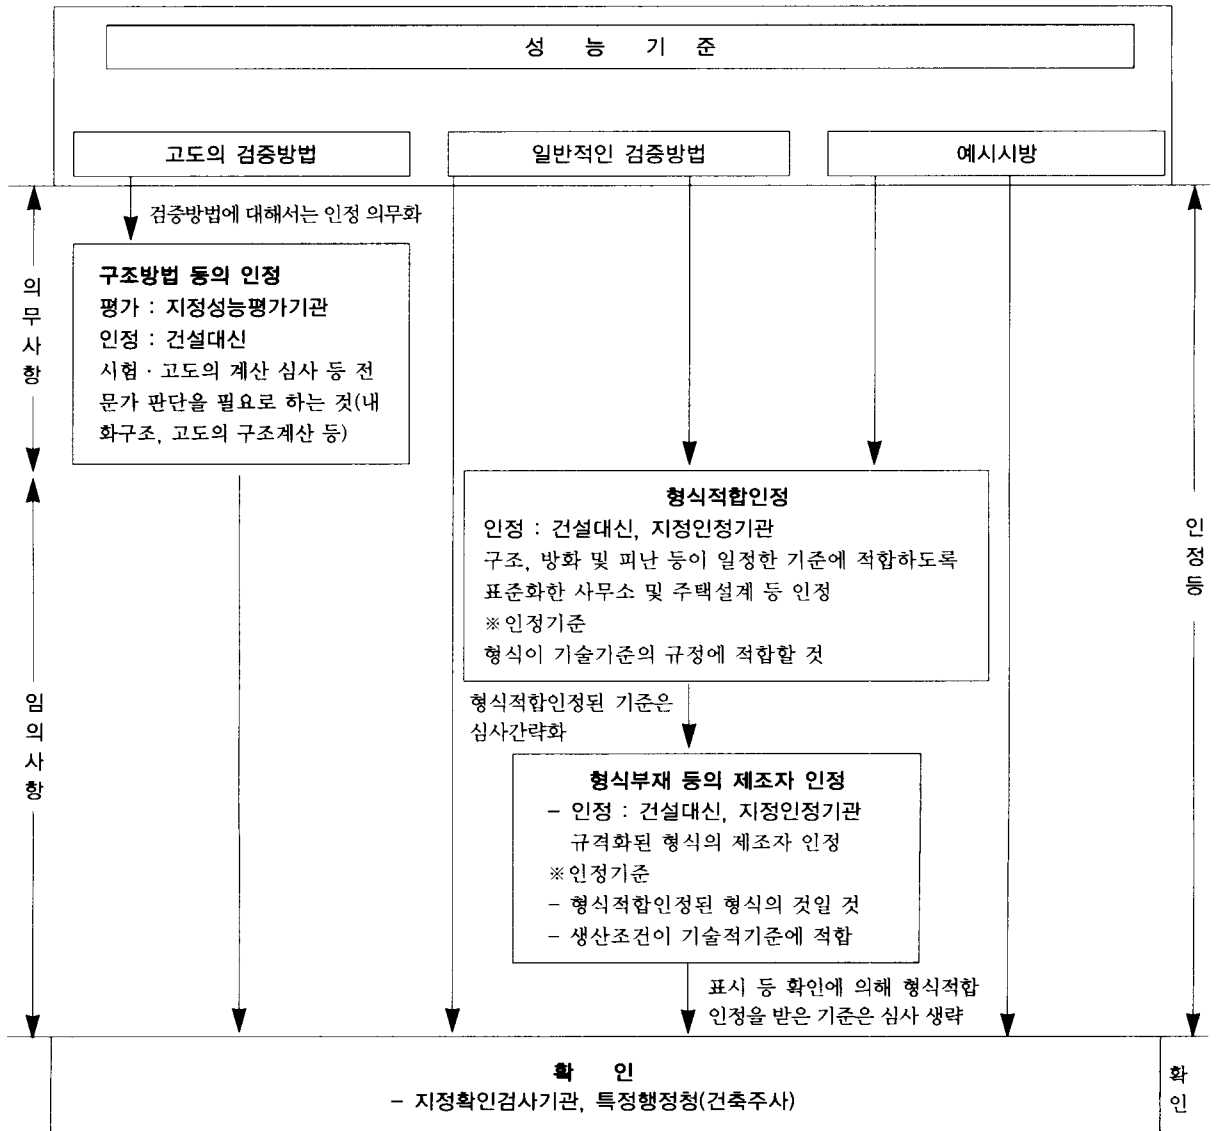 성 능 기 준
고도의 검증방법
일반적인 검증방법
예시시방
검증방법에 대해서는 인정 의무화
의무사항
구조방법 등의 인정
평가 : 지정성능평가기관
인정 : 건설대신
시험 · 고도의 계산 심사 등 전
문가 판단을 필요로 하는 것(내
화구조, 고도의 구조계산 등)
형식적합인정
인정 : 건설대신, 지정인정기관
구조, 방화 및 피난 등이 일정한 기준에 적합하도록
표준화한 사무소 및 주택설계 등 인정
※인정기준
형식이 기술기준의 규정에 적합할 것
인정등
임의사항
형식적합인정된 기준은
심사간략화
형식부재 등의 제조자 인정
– 인정 : 건설대신, 지정인정기관
규격화된 형식의 제조자 인정
※인정기준
– 형식적합인정된 형식의 것일 것
– 생산조건이 기술적기준에 적합
표시 등 확인에 의해 형식적합
인정을 받은 기준은 심사 생략
확 인
– 지정확인검사기관, 특정행정청(건축주사)
확인